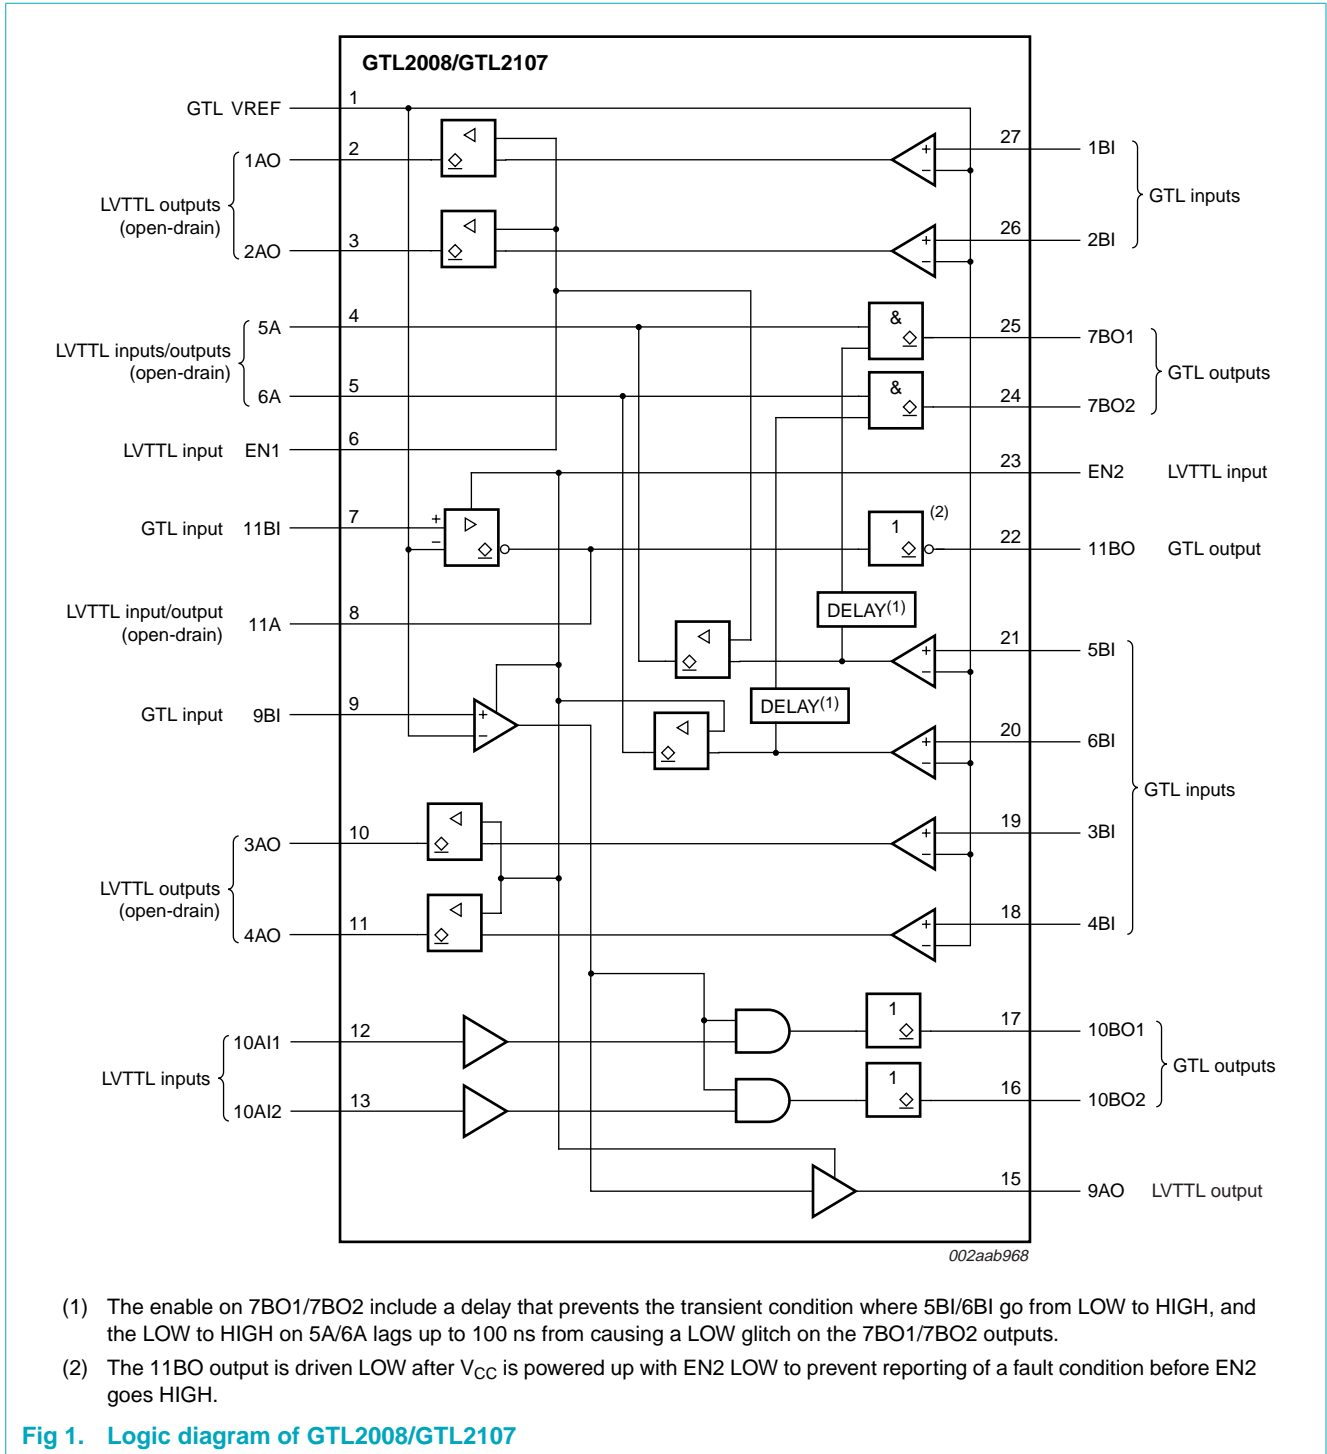 GTL2008/GTL2107
GTL VREF 1
1AO 2
LVTTL outputs
(open-drain)
2AO 3
27 1BI
+
−
GTL inputs
26 2BI
+
−
5A 4
LVTTL inputs/outputs
(open-drain)
6A 5
&
25 7BO1
GTL outputs
&
24 7BO2
LVTTL input EN1 6
23 EN2 LVTTL input
GTL input 11BI 7
+
−
1 (2)
22 11BO GTL output
LVTTL input/output
(open-drain)
11A 8
DELAY(1)
21 5BI
+
−
GTL input 9BI 9
+
−
DELAY(1)
20 6BI
+
−
GTL inputs
3AO 10
19 3BI
+
−
LVTTL outputs
(open-drain)
4AO 11
18 4BI
+
−
10AI1 12
1
17 10BO1
LVTTL inputs
GTL outputs
10AI2 13
1
16 10BO2
15 9AO LVTTL output
002aab968
(1) The enable on 7BO1/7BO2 include a delay that prevents the transient condition where 5BI/6BI go from LOW to HIGH, and
the LOW to HIGH on 5A/6A lags up to 100 ns from causing a LOW glitch on the 7BO1/7BO2 outputs.
(2) The 11BO output is driven LOW after VCC is powered up with EN2 LOW to prevent reporting of a fault condition before EN2
goes HIGH.
Fig 1. Logic diagram of GTL2008/GTL2107